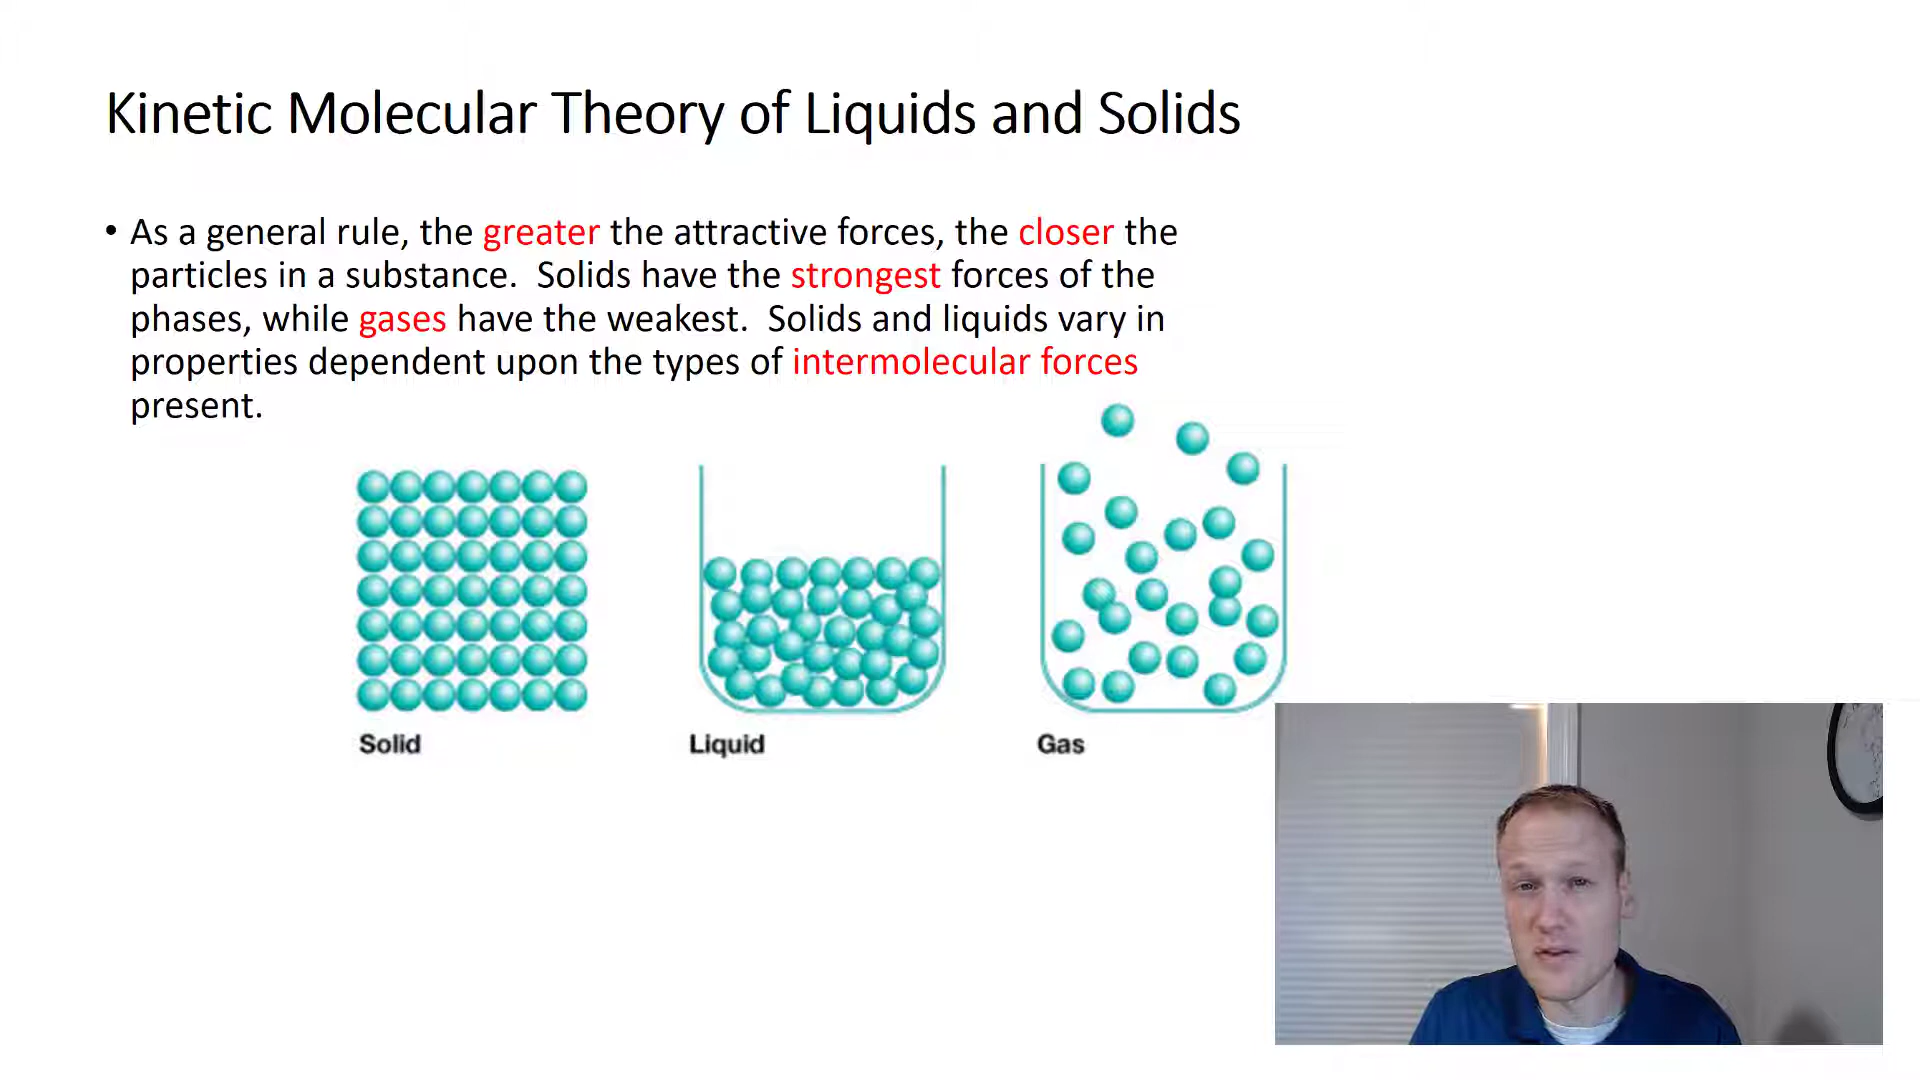 Kinetic Molecular Theory of Liquids and Solids
• As a general rule, the greater the attractive forces, the closer the
particles in a substance.  Solids have the strongest forces of the
phases, while gases have the weakest.  Solids and liquids vary in
properties dependent upon the types of intermolecular forces
present.
Solid
Liquid
Gas